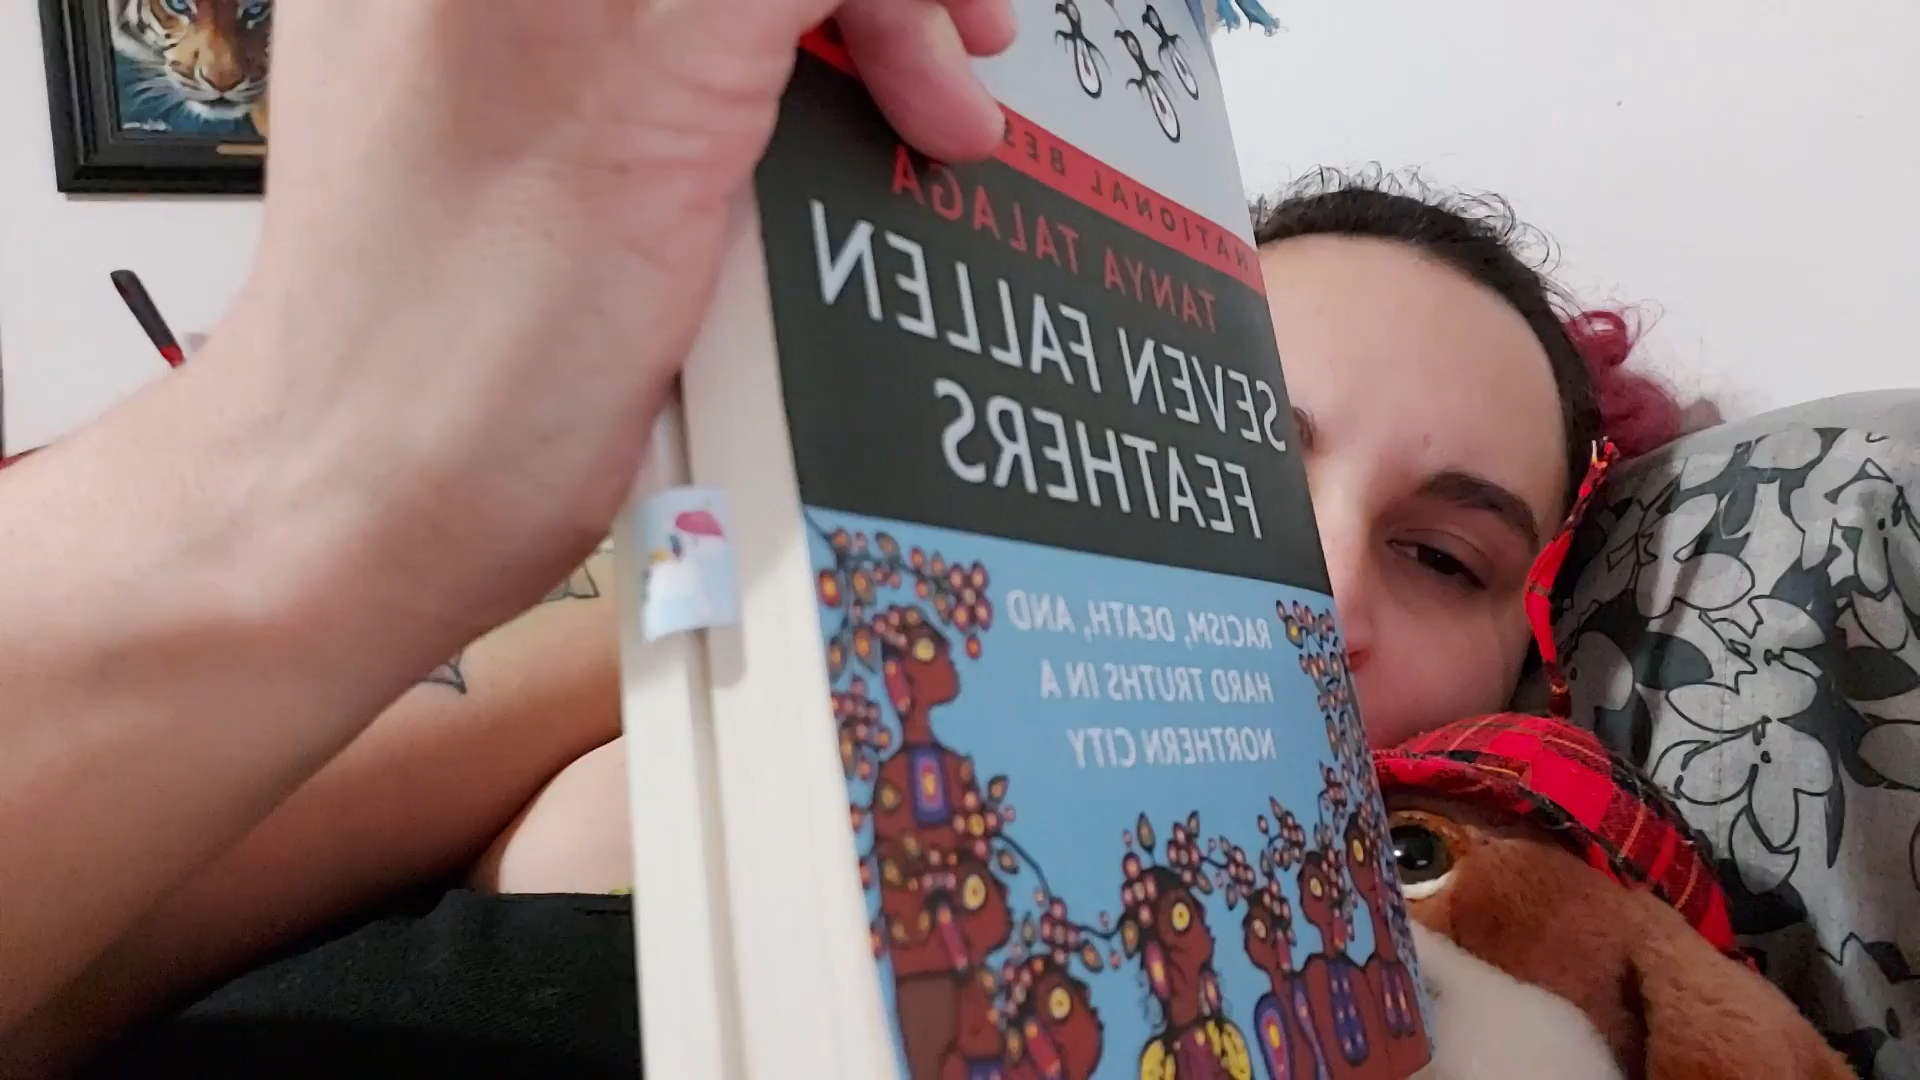 NATIONAL BES
TANYA TALAGA
SEVEN FALLEN
FEATHERS
RACISM, DEATH, AND
HARD TRUTHS IN A
NORTHERN CITY